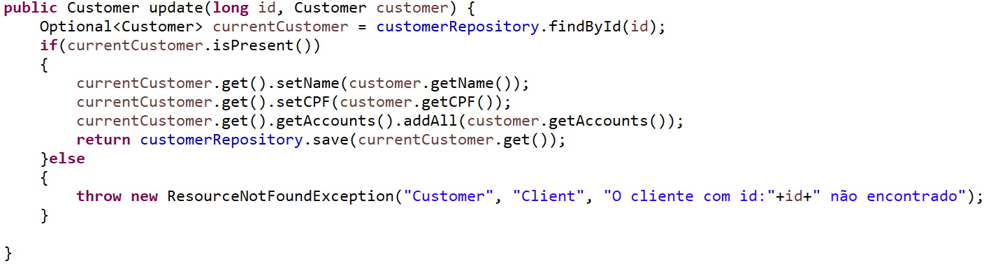 public Customer update(long id, Customer customer) {
    Optional<Customer> currentCustomer = customerRepository.findById(id);
    if(currentCustomer.isPresent())
    {
        currentCustomer.get().setName(customer.getName());
        currentCustomer.get().setCPF(customer.getCPF());
        currentCustomer.get().getAccounts().addAll(customer.getAccounts());
        return customerRepository.save(currentCustomer.get());
    }else
    {
        throw new ResourceNotFoundException("Customer", "Client", "O cliente com id:"+id+" não encontrado");
    }

}